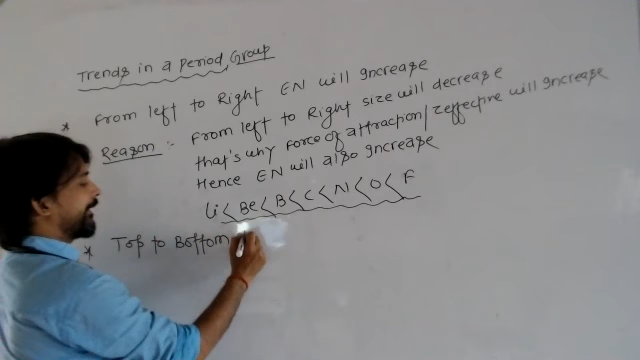 Trends in a period, Group
* From left to Right EN will Increase
Reason :- From left to Right size will decrease
that's why Force of attraction/Zeffective will Increase
Hence EN will also Increase
Li < Be < B < C < N < O < F
* Top to Bottom